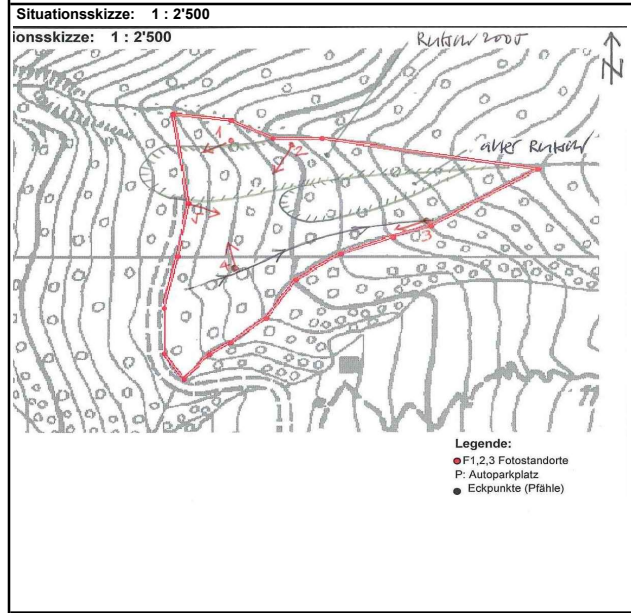 Situationsskizze: 1 : 2'500
ionsskizze: 1 : 2'500
Rutsch 2005
N
alter Rutsch
1
2
3
4
Legende:
F1,2,3 Fotostandorte
P: Autoparkplatz
Eckpunkte (Pfähle)